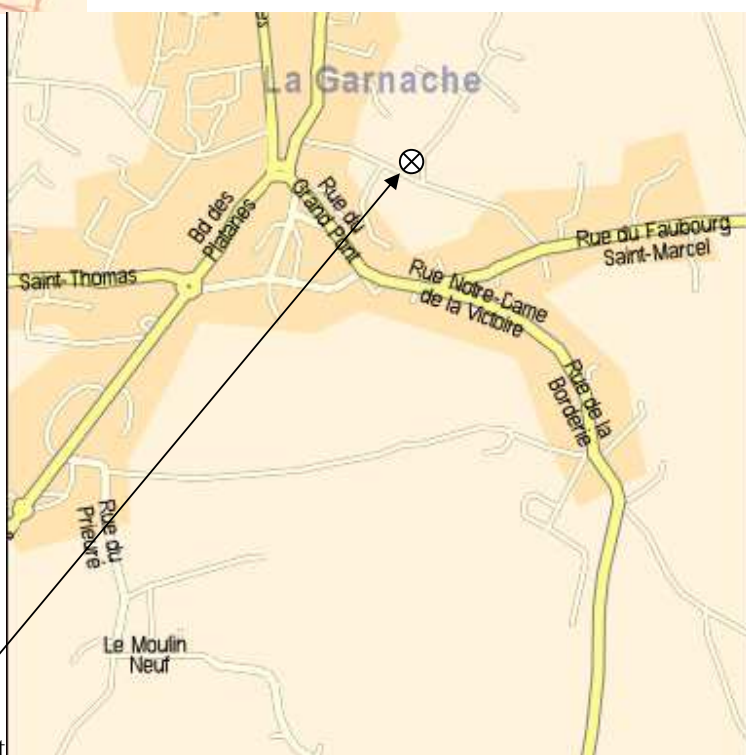 La Garnache
Bd des
Platanes
Rue du
Grand Pont
Rue du Faubourg
Saint-Marcel
Saint-Thomas
Rue Notre-Dame
de la Victoire
Rue de la
Borderie
Rue du
Prieuré
Le Moulin
Neuf